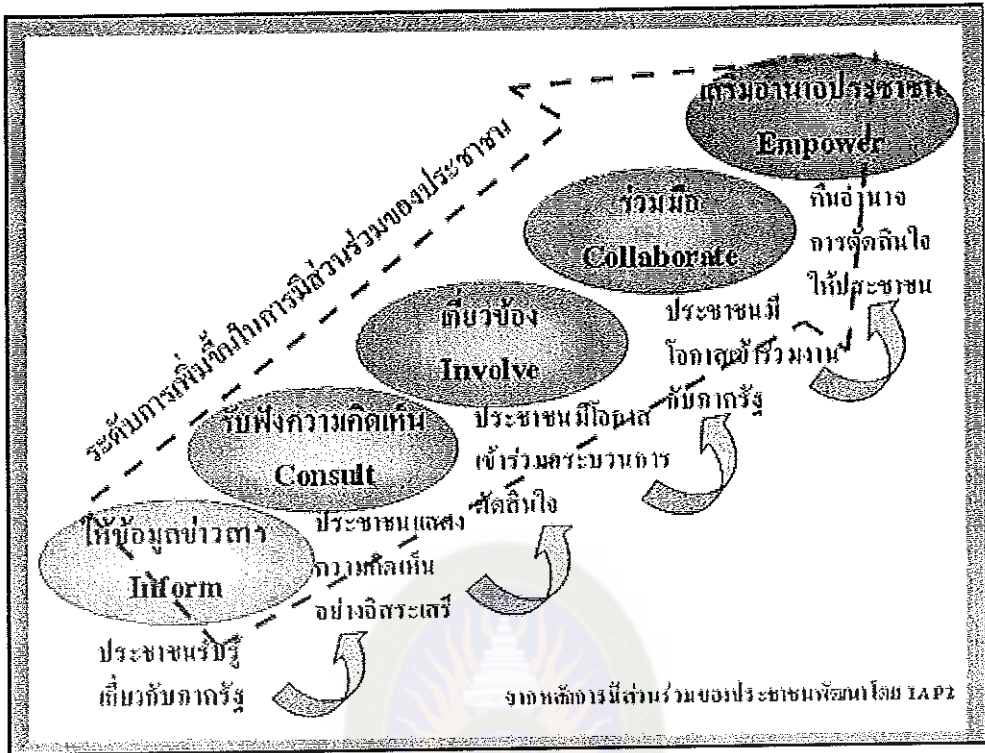 เสริมอำนาจประชาชน
Empower
คืนอำนาจ
การตัดสินใจ
ให้ประชาชน
ร่วมมือ
Collaborate
ประชาชนมี
โอกาสเข้าร่วมงาน
กับภาครัฐ
เกี่ยวข้อง
Involve
ประชาชนมีโอกาส
เข้าร่วมกระบวนการ
ตัดสินใจ
รับฟังความคิดเห็น
Consult
ประชาชนแสดง
ความคิดเห็น
อย่างอิสระเสรี
ให้ข้อมูลข่าวสาร
Inform
ประชาชนรับรู้
เกี่ยวกับภาครัฐ
ระดับการเพิ่มขึ้นในการมีส่วนร่วมของประชาชน
จากหลักการมีส่วนร่วมของประชาชนพัฒนาโดย IAP2